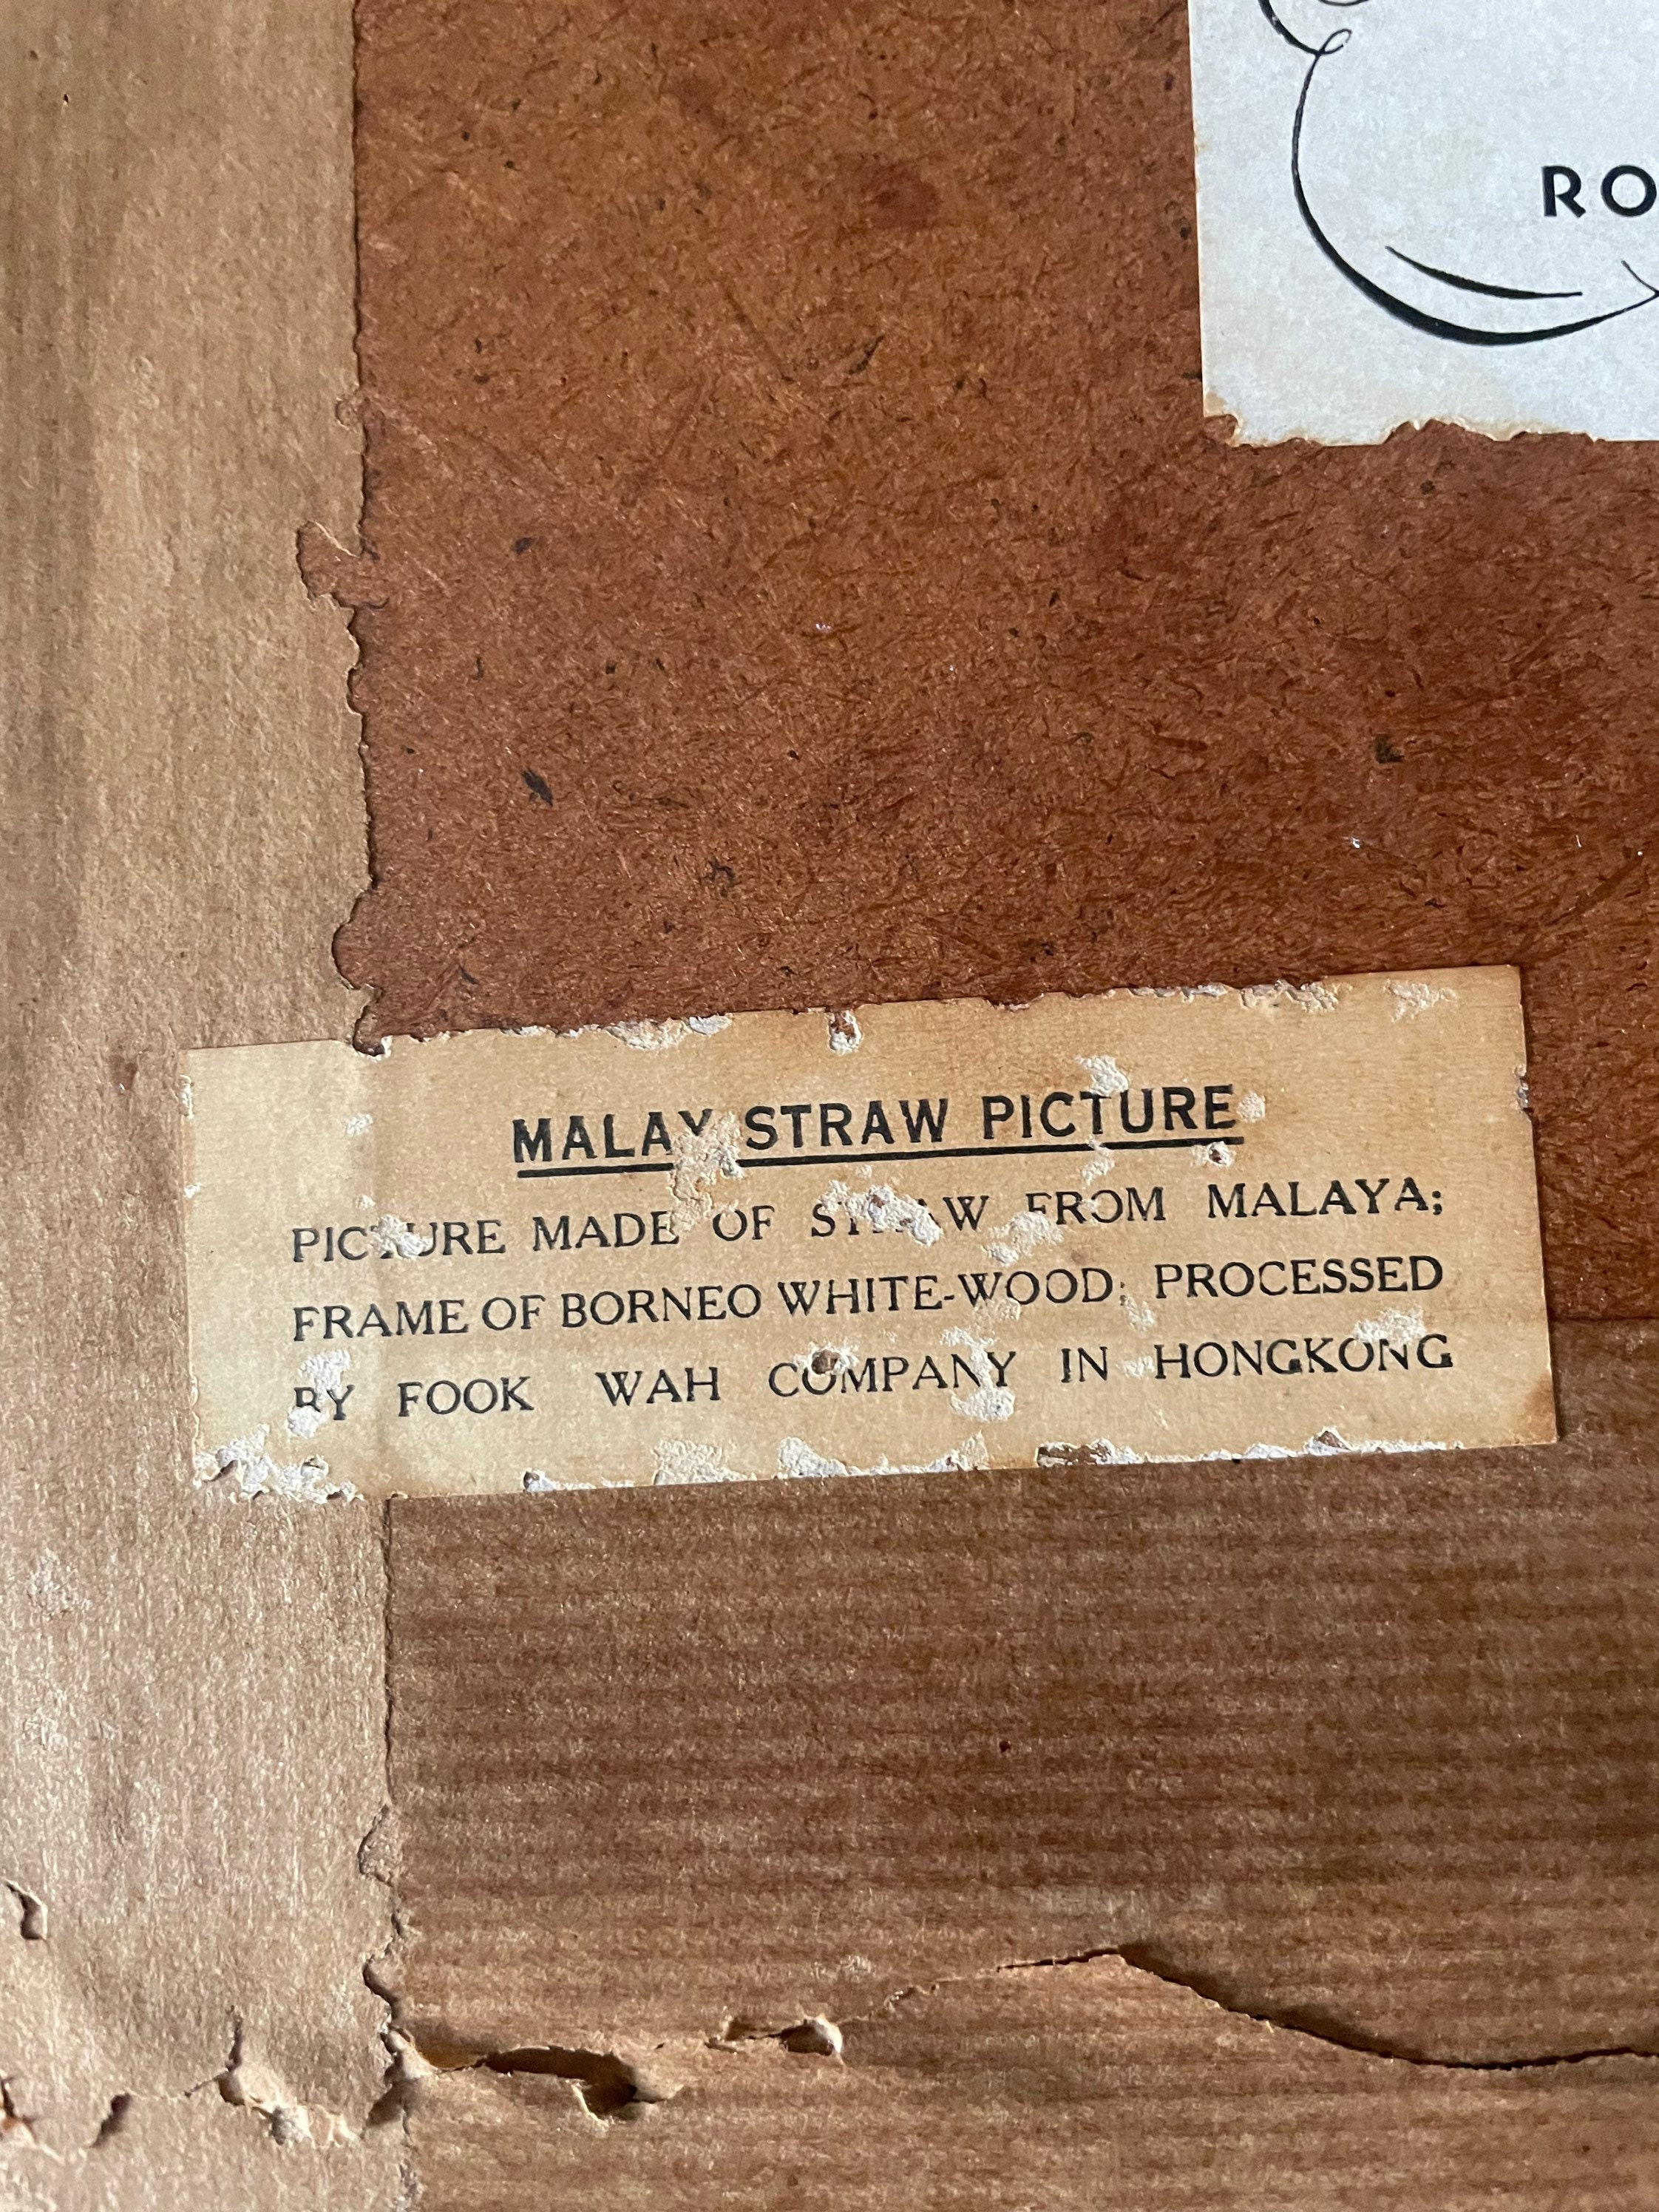 RO
MALAY STRAW PICTURE
PICTURE MADE OF STRAW FROM MALAYA;
FRAME OF BORNEO WHITE-WOOD; PROCESSED
BY FOOK WAH COMPANY IN HONGKONG